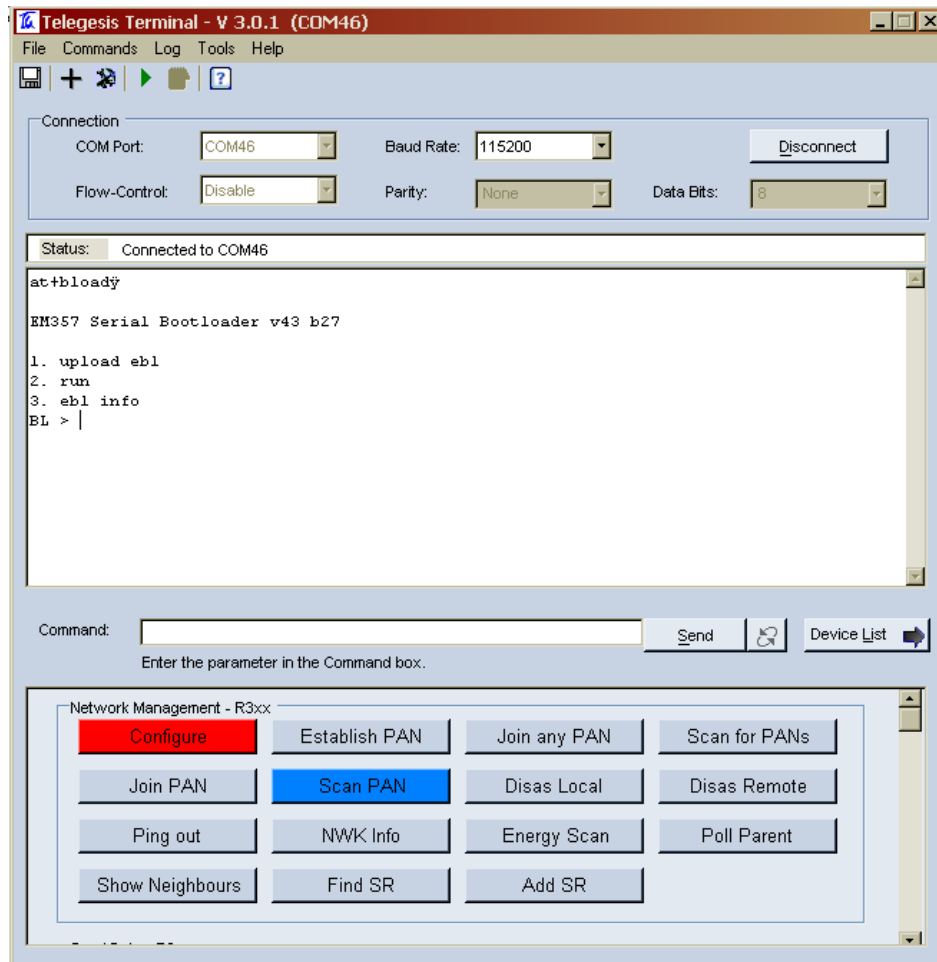 Telegesis Terminal - V 3.0.1 (COM46)
File Commands Log Tools Help
Connection
COM Port: COM46 Baud Rate: 115200 Disconnect
Flow-Control: Disable Parity: None Data Bits: 8
Status: Connected to COM46
at+bloadÿ
EM357 Serial Bootloader v43 b27
1. upload ebl
2. run
3. ebl info
BL >
Command: Send Device List
Enter the parameter in the Command box.
Network Management - R3xx
Configure Establish PAN Join any PAN Scan for PANs
Join PAN Scan PAN Disas Local Disas Remote
Ping out NWK Info Energy Scan Poll Parent
Show Neighbours Find SR Add SR